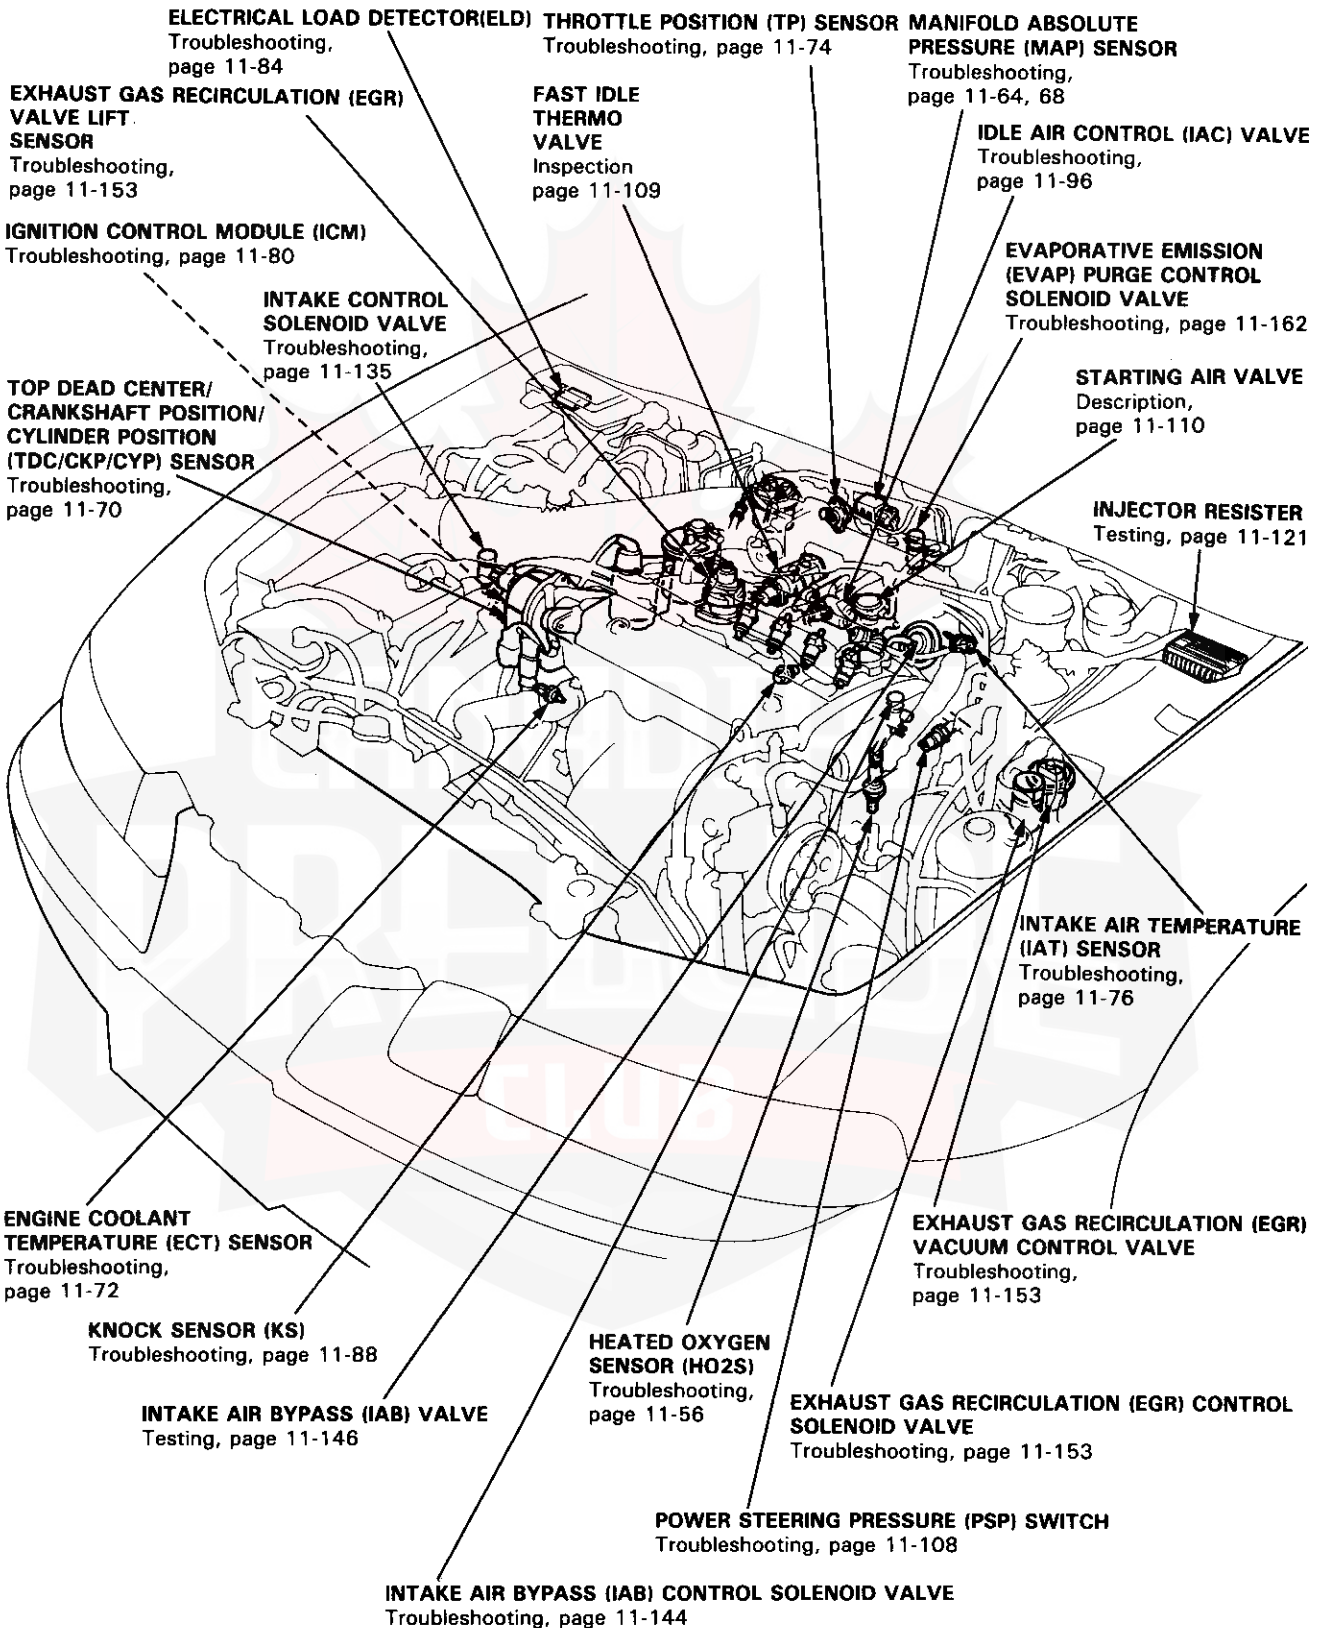 ELECTRICAL LOAD DETECTOR(ELD)
Troubleshooting,
page 11-84
THROTTLE POSITION (TP) SENSOR
Troubleshooting, page 11-74
MANIFOLD ABSOLUTE
PRESSURE (MAP) SENSOR
Troubleshooting,
page 11-64, 68
EXHAUST GAS RECIRCULATION (EGR)
VALVE LIFT
SENSOR
Troubleshooting,
page 11-153
FAST IDLE
THERMO
VALVE
Inspection
page 11-109
IDLE AIR CONTROL (IAC) VALVE
Troubleshooting,
page 11-96
IGNITION CONTROL MODULE (ICM)
Troubleshooting, page 11-80
EVAPORATIVE EMISSION
(EVAP) PURGE CONTROL
SOLENOID VALVE
Troubleshooting, page 11-162
INTAKE CONTROL
SOLENOID VALVE
Troubleshooting,
page 11-135
STARTING AIR VALVE
Description,
page 11-110
TOP DEAD CENTER/
CRANKSHAFT POSITION/
CYLINDER POSITION
(TDC/CKP/CYP) SENSOR
Troubleshooting,
page 11-70
INJECTOR RESISTER
Testing, page 11-121
CANADIAN
PRELUDE
CLUB
INTAKE AIR TEMPERATURE
(IAT) SENSOR
Troubleshooting,
page 11-76
ENGINE COOLANT
TEMPERATURE (ECT) SENSOR
Troubleshooting,
page 11-72
EXHAUST GAS RECIRCULATION (EGR)
VACUUM CONTROL VALVE
Troubleshooting,
page 11-153
KNOCK SENSOR (KS)
Troubleshooting, page 11-88
HEATED OXYGEN
SENSOR (HO2S)
Troubleshooting,
page 11-56
INTAKE AIR BYPASS (IAB) VALVE
Testing, page 11-146
EXHAUST GAS RECIRCULATION (EGR) CONTROL
SOLENOID VALVE
Troubleshooting, page 11-153
POWER STEERING PRESSURE (PSP) SWITCH
Troubleshooting, page 11-108
INTAKE AIR BYPASS (IAB) CONTROL SOLENOID VALVE
Troubleshooting, page 11-144